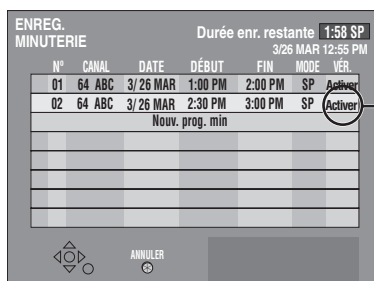 ENREG.
MINUTERIE
Durée enr. restante 1:58 SP
3/26 MAR 12:55 PM
Nº CANAL DATE DÉBUT FIN MODE VÉR.
01 64 ABC 3/ 26 MAR 1:00 PM 2:00 PM SP Activer
02 64 ABC 3/ 26 MAR 2:30 PM 3:00 PM SP Activer
Nouv. prog. min
ANNULER